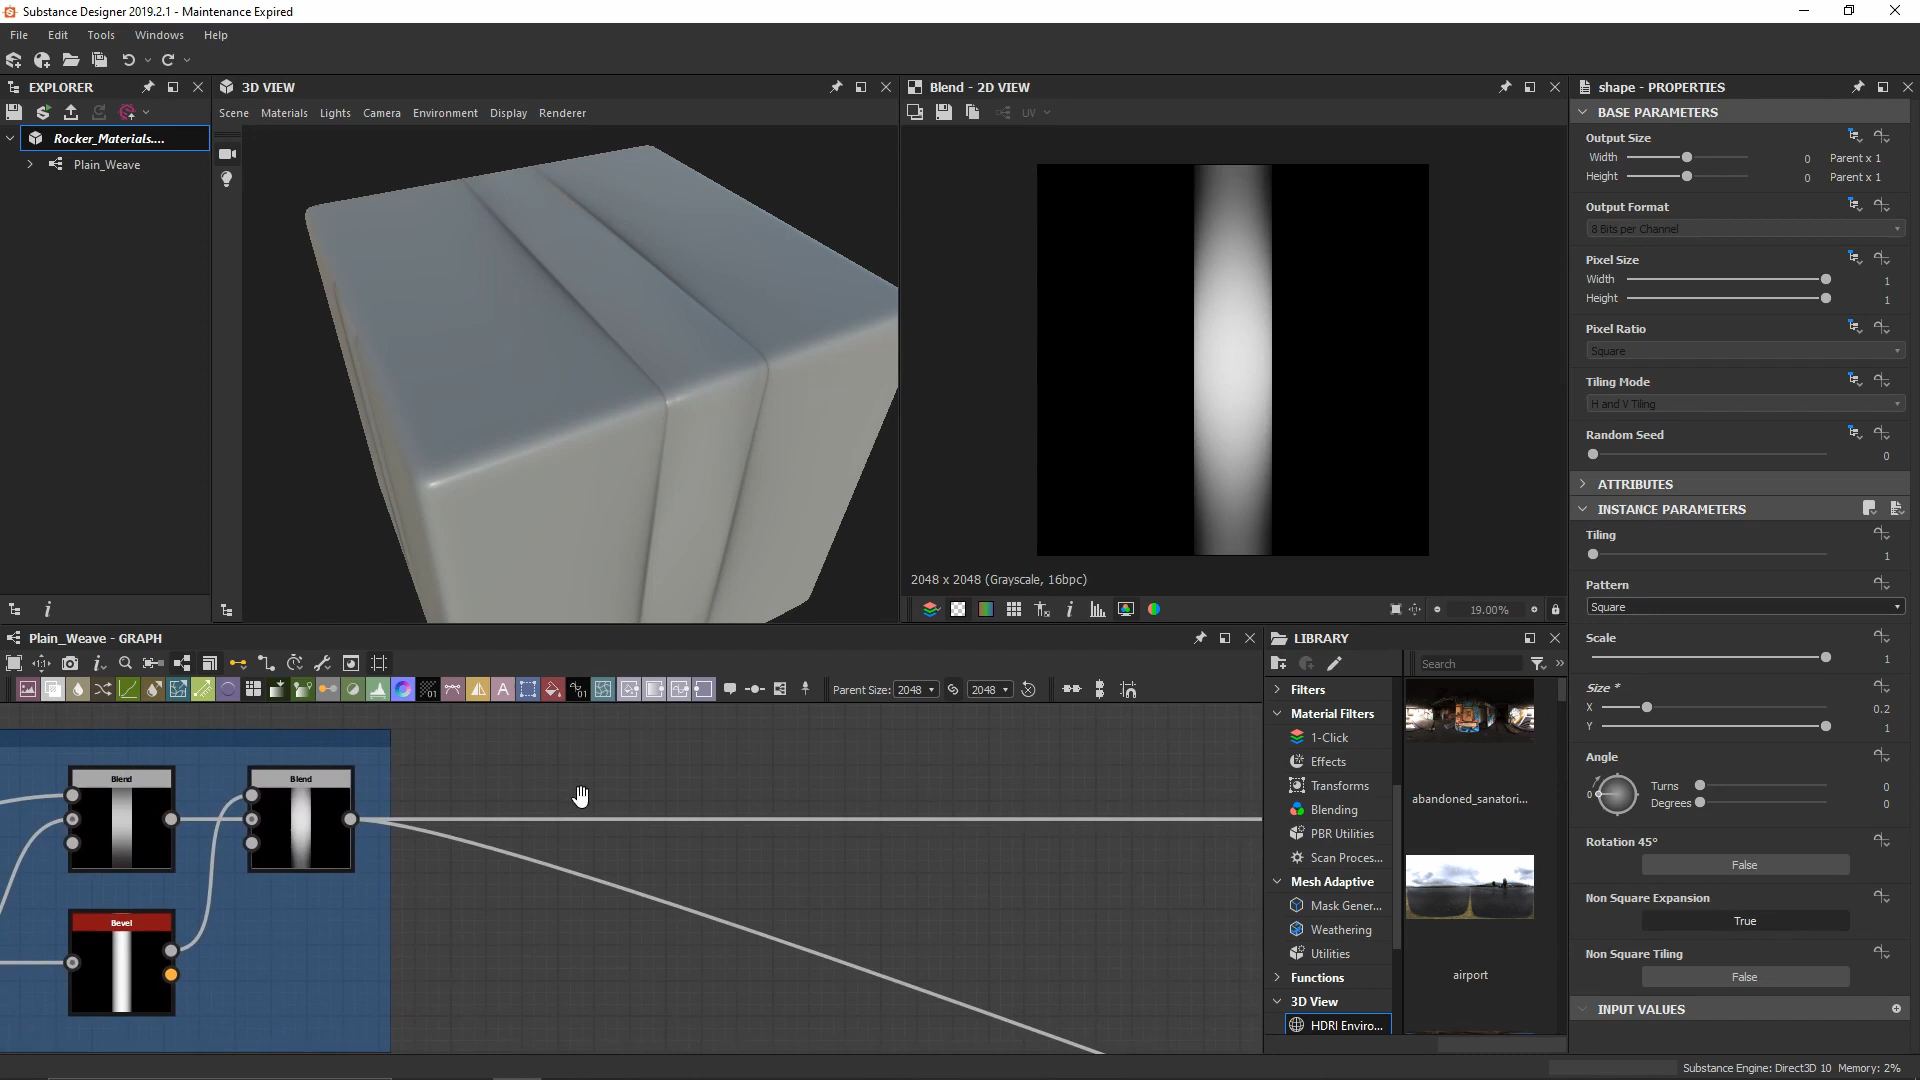 Substance Designer 2019.2.1 - Maintenance Expired
File Edit Tools Windows Help
EXPLORER
Rocker_Materials....
Plain_Weave
3D VIEW
Scene Materials Lights Camera Environment Display Renderer
Blend - 2D VIEW
UV
2048 x 2048 (Grayscale, 16bpc)
19.00%
shape - PROPERTIES
BASE PARAMETERS
Output Size
Width 0 Parent x 1
Height 0 Parent x 1
Output Format
8 Bits per Channel
Pixel Size
Width 1
Height 1
Pixel Ratio
Square
Tiling Mode
H and V Tiling
Random Seed
0
ATTRIBUTES
INSTANCE PARAMETERS
Tiling
1
Pattern
Square
Scale
1
Size *
X 0.2
Y 1
Angle
0
Turns 0
Degrees 0
Rotation 45°
False
Non Square Expansion
True
Non Square Tiling
False
INPUT VALUES
Plain_Weave - GRAPH
Parent Size: 2048 2048
Blend
Blend
Bevel
LIBRARY
Search
Filters
Material Filters
1-Click
Effects
Transforms
Blending
PBR Utilities
Scan Proces...
Mesh Adaptive
Mask Gener...
Weathering
Utilities
Functions
3D View
HDRI Enviro...
abandoned_sanatori...
airport
Substance Engine: Direct3D 10 Memory: 2%